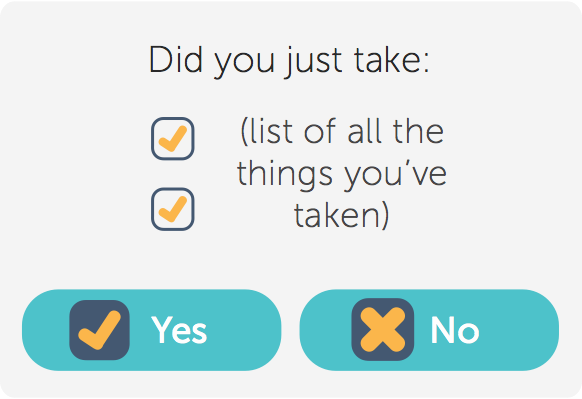 Did you just take:
(list of all the
things you’ve
taken)
Yes
No